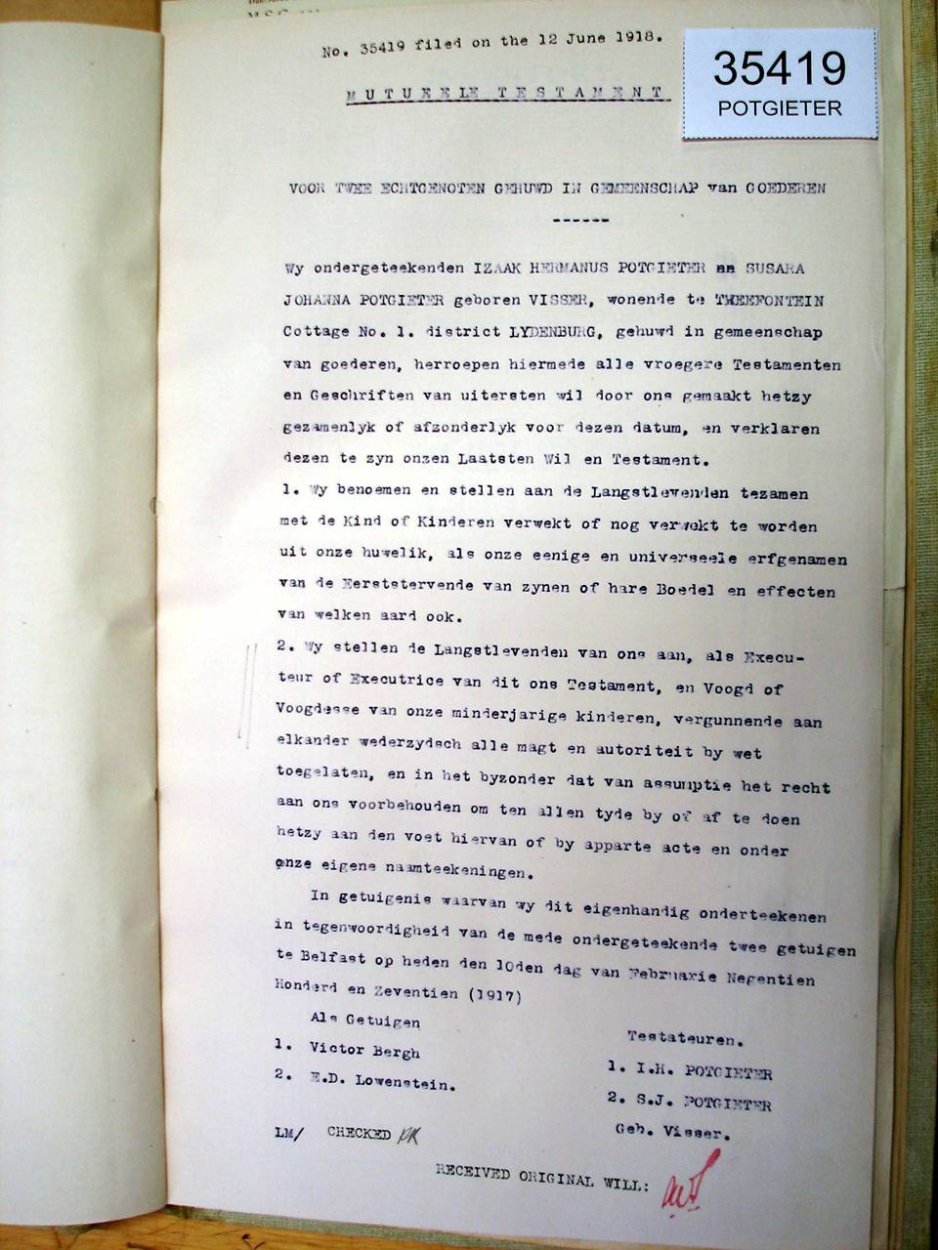 No. 35419 filed on the 12 June 1918.
35419
POTGIETER
MUTUEELE TESTAMENT
VOOR TWEE ECHTGENOTEN GEHUWD IN GEMEENSCHAP van GOEDEREN
------
Wy ondergeteekenden IZAAK HERMANUS POTGIETER en SUSARA
JOHANNA POTGIETER geboren VISSER, wonende te TWEEFONTEIN
Cottage No. 1. district LYDENBURG, gehuwd in gemeenschap
van goederen, herroepen hiermede alle vroegere Testamenten
en Geschriften van uitersten wil door ons gemaakt hetzy
gezamenlyk of afzonderlyk voor dezen datum, en verklaren
dezen te zyn onzen Laatsten Wil en Testament.
1. Wy benoemen en stellen aan de Langstlevenden tezamen
met de Kind of Kinderen verwekt of nog verwekt te worden
uit onze huwelik, als onze eenige en universeele erfgenamen
van de Eerststervende van zynen of hare Boedel en effecten
van welken aard ook.
2. Wy stellen de Langstlevenden van ons aan, als Execu-
teur of Executrice van dit ons Testament, en Voogd of
Voogdesse van onze minderjarige kinderen, vergunnende aan
elkander wederzydsch alle magt en autoriteit by wet
toegelaten, en in het byzonder dat van assumptie het recht
aan ons voorbehouden om ten allen tyde by of af te doen
hetzy aan den voet hiervan of by apparte acte en onder
onze eigene naamteekeningen.
In getuigenis waarvan wy dit eigenhandig onderteekenen
in tegenwoordigheid van de mede ondergeteekende twee getuigen
te Belfast op heden den 10den dag van Februarie Negentien
Honderd en Zeventien (1917)
Als Getuigen
Testateuren.
1. Victor Bergh
1. I.H. POTGIETER
2. E.D. Lowenstein.
2. S.J. POTGIETER
Geb. Visser.
LM/ CHECKED
RECEIVED ORIGINAL WILL: